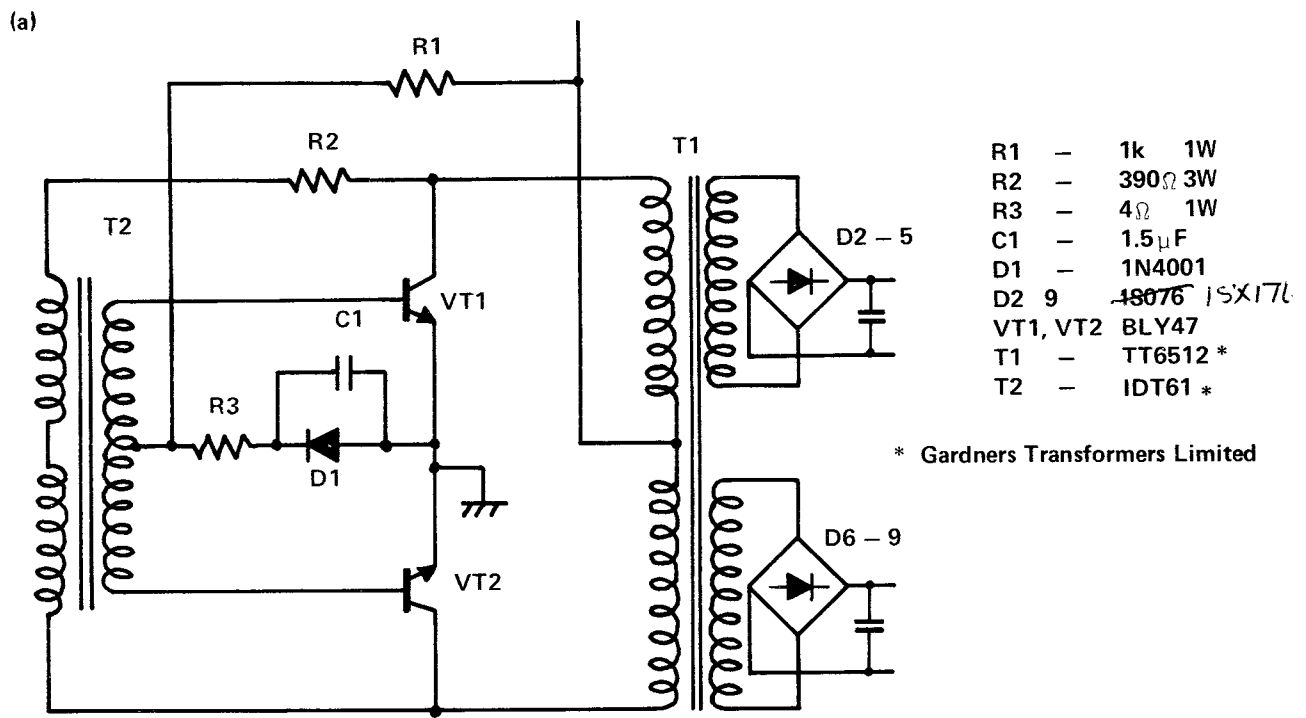 (a)
R1
R2
T1
T2
D2 – 5
VT1
C1
R3
D1
VT2
D6 – 9
R1 – 1k 1W
R2 – 390Ω 3W
R3 – 4Ω 1W
C1 – 1.5μF
D1 – 1N4001
D2 9 1S076
VT1, VT2 BLY47
T1 – TT6512 *
T2 – IDT61 *
* Gardners Transformers Limited